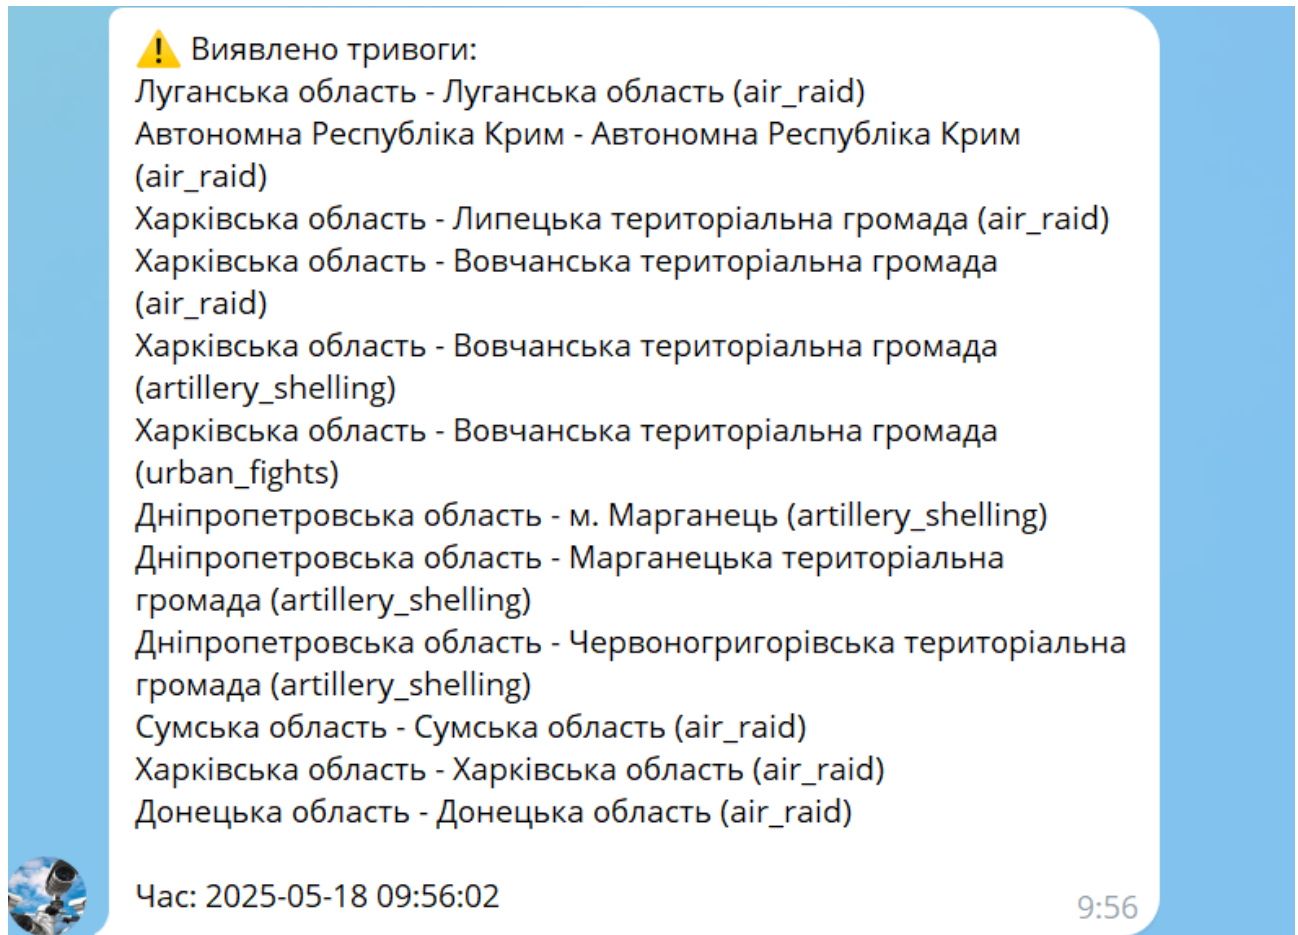 ⚠️ Виявлено тривоги:
Луганська область - Луганська область (air_raid)
Автономна Республіка Крим - Автономна Республіка Крим
(air_raid)
Харківська область - Липецька територіальна громада (air_raid)
Харківська область - Вовчанська територіальна громада
(air_raid)
Харківська область - Вовчанська територіальна громада
(artillery_shelling)
Харківська область - Вовчанська територіальна громада
(urban_fights)
Дніпропетровська область - м. Марганець (artillery_shelling)
Дніпропетровська область - Марганецька територіальна
громада (artillery_shelling)
Дніпропетровська область - Червоногригорівська територіальна
громада (artillery_shelling)
Сумська область - Сумська область (air_raid)
Харківська область - Харківська область (air_raid)
Донецька область - Донецька область (air_raid)
Час: 2025-05-18 09:56:02
9:56